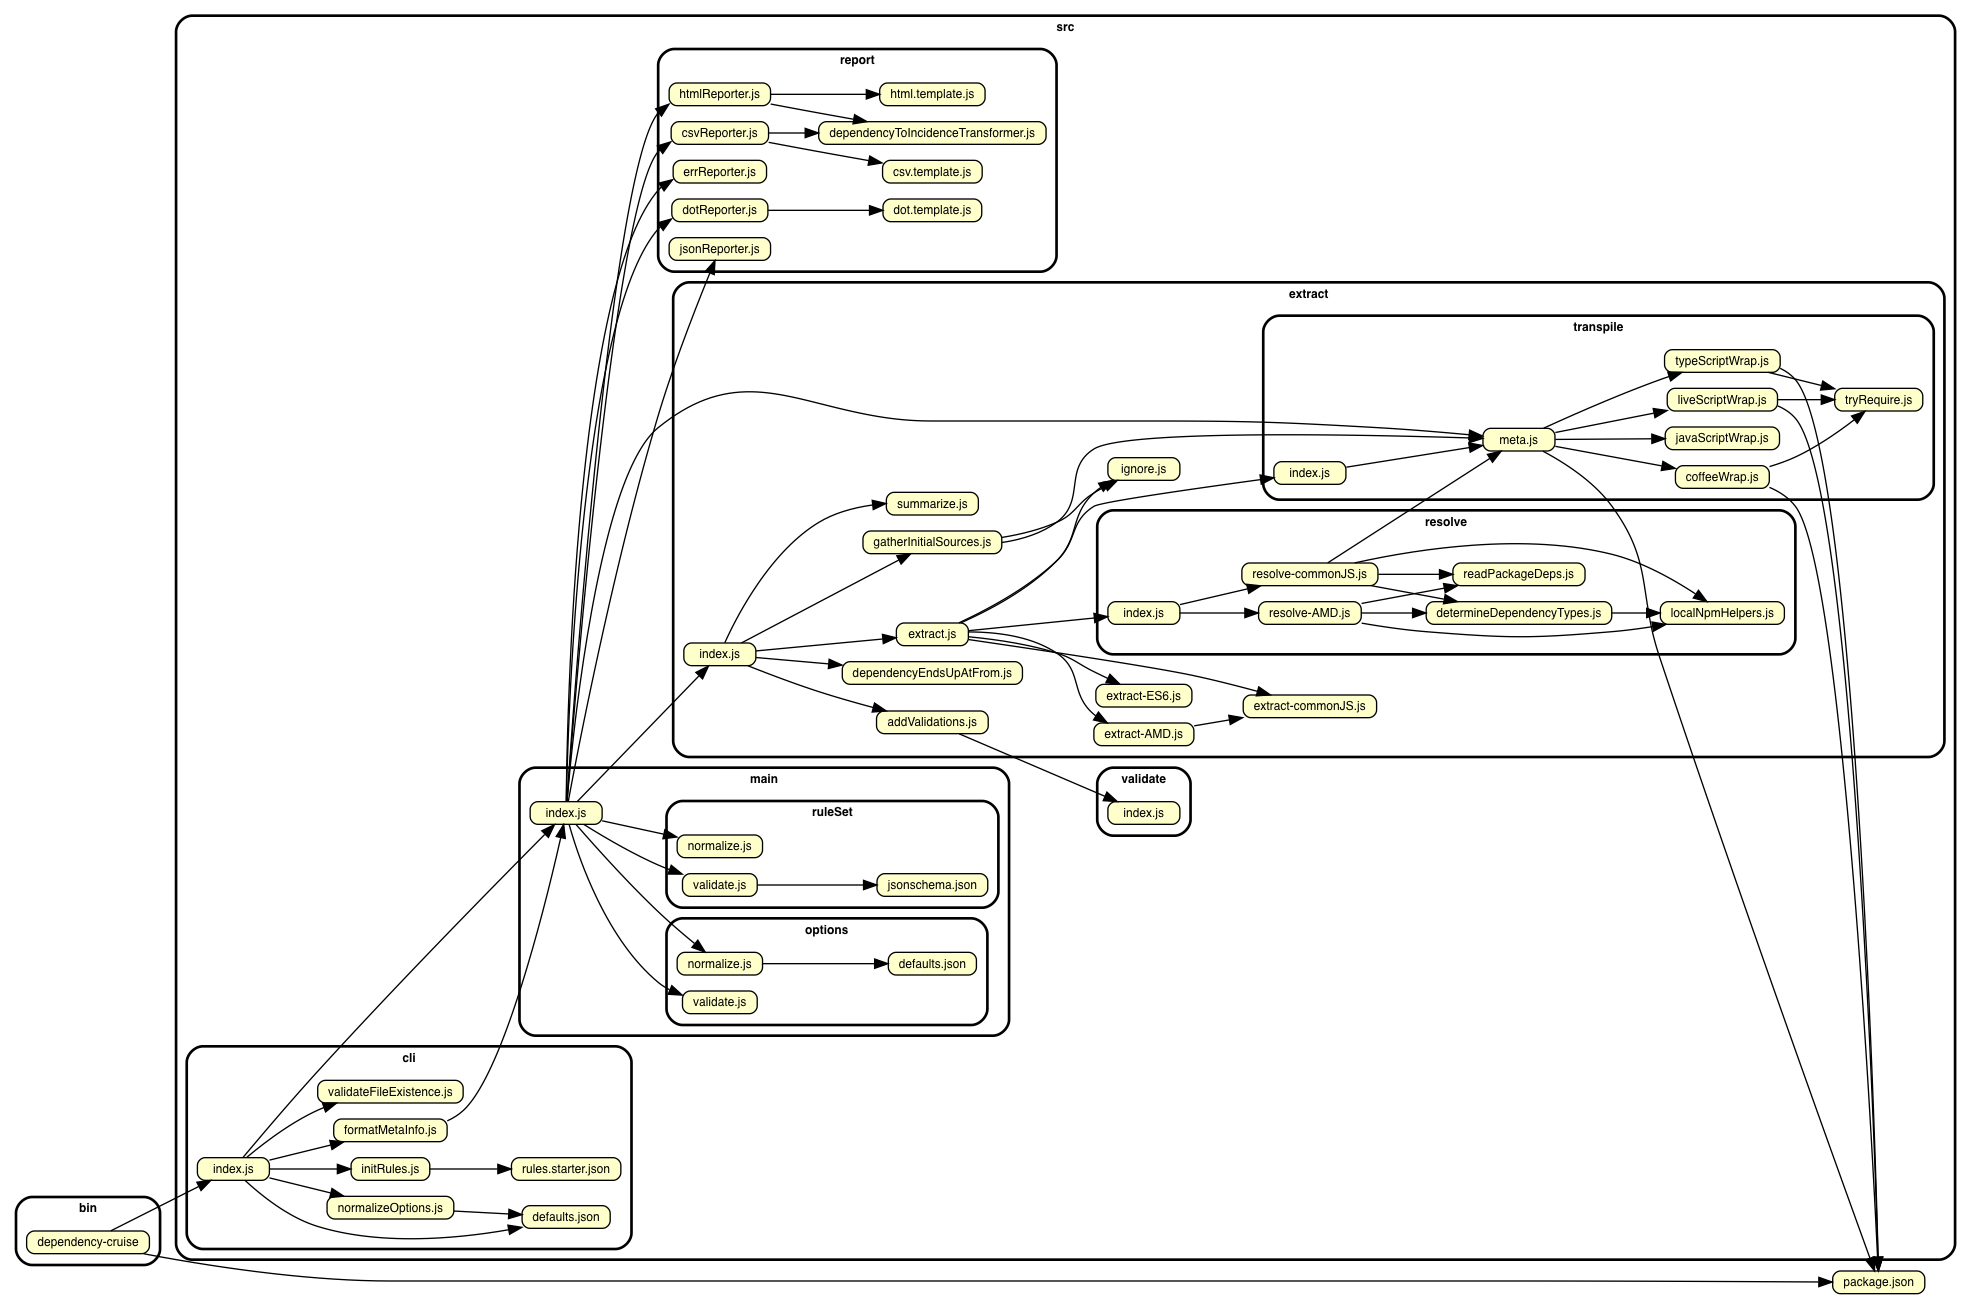 src
report
htmlReporter.js
html.template.js
csvReporter.js
dependencyToIncidenceTransformer.js
errReporter.js
csv.template.js
dotReporter.js
dot.template.js
jsonReporter.js
extract
transpile
typeScriptWrap.js
liveScriptWrap.js
tryRequire.js
meta.js
javaScriptWrap.js
index.js
coffeeWrap.js
ignore.js
summarize.js
gatherInitialSources.js
resolve
resolve-commonJS.js
readPackageDeps.js
index.js
resolve-AMD.js
determineDependencyTypes.js
localNpmHelpers.js
extract.js
index.js
dependencyEndsUpAtFrom.js
extract-ES6.js
extract-commonJS.js
addValidations.js
extract-AMD.js
main
validate
index.js
index.js
ruleSet
normalize.js
validate.js
jsonschema.json
options
normalize.js
defaults.json
validate.js
cli
validateFileExistence.js
formatMetaInfo.js
index.js
initRules.js
rules.starter.json
normalizeOptions.js
defaults.json
bin
dependency-cruise
package.json